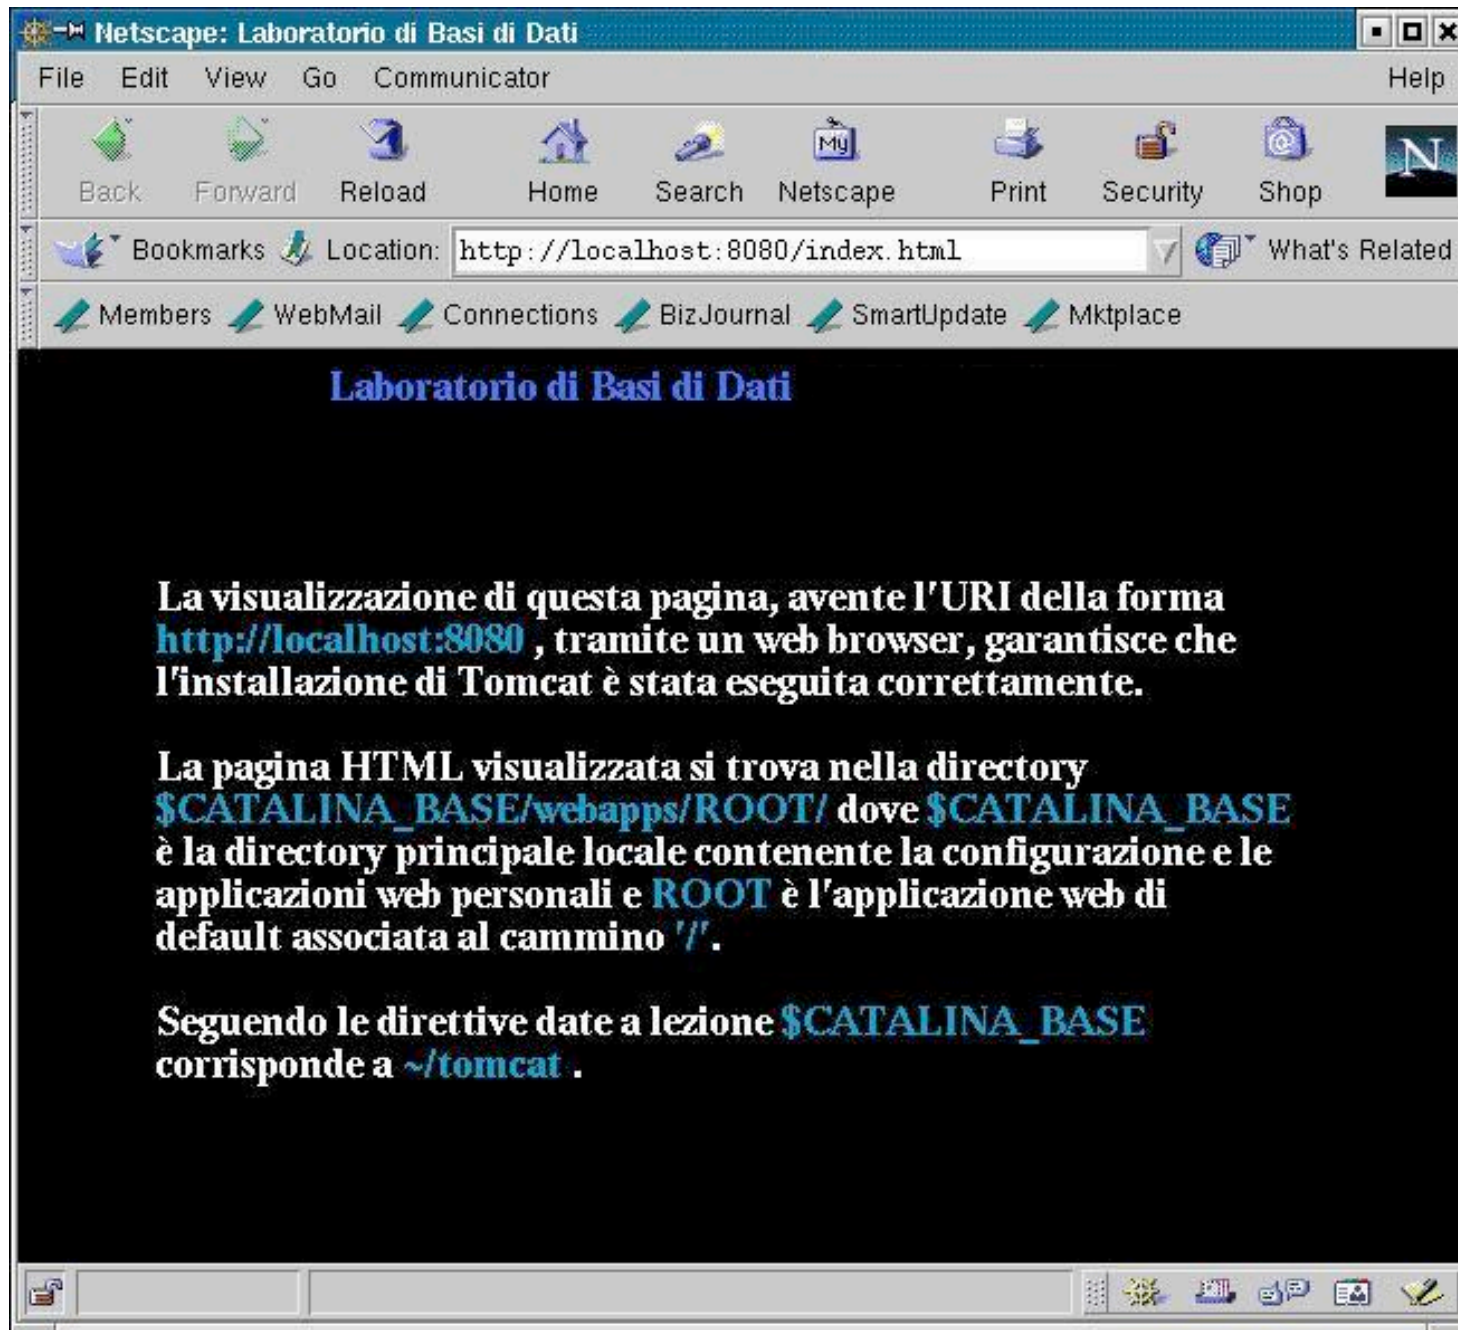 Netscape: Laboratorio di Basi di Dati
File Edit View Go Communicator Help
My
Back Forward Reload Home Search Netscape Print Security Shop
N
Bookmarks Location: http://localhost:8080/index.html What's Related
Members WebMail Connections BizJournal SmartUpdate Mktplace
Laboratorio di Basi di Dati
La visualizzazione di questa pagina, avente l'URI della forma
http://localhost:8080 , tramite un web browser, garantisce che
l'installazione di Tomcat è stata eseguita correttamente.
La pagina HTML visualizzata si trova nella directory
$CATALINA_BASE/webapps/ROOT/ dove $CATALINA_BASE
è la directory principale locale contenente la configurazione e le
applicazioni web personali e ROOT è l'applicazione web di
default associata al cammino '/'.
Seguendo le direttive date a lezione $CATALINA_BASE
corrisponde a ~/tomcat .